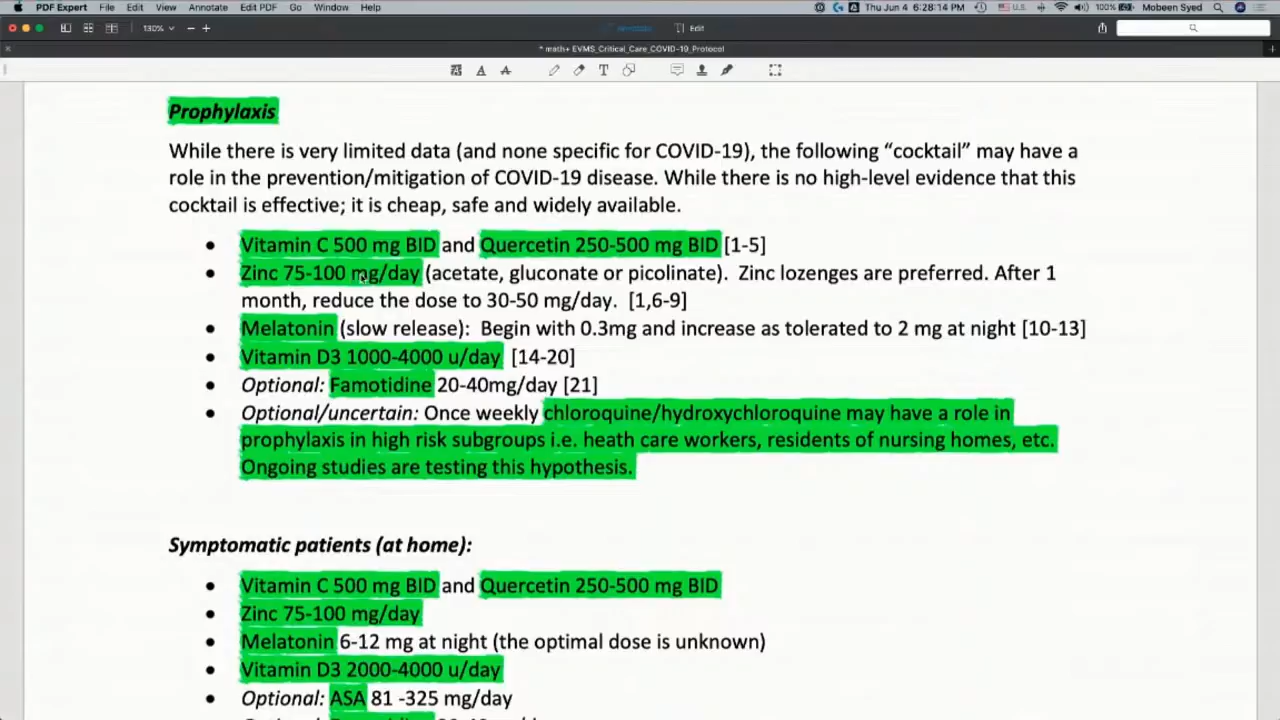 PDF Expert File Edit View Annotate Edit PDF Go Window Help Thu Jun 4 6:28:14 PM U.S. 100% Mobeen Syed
130% Edit
* math+ EVMS_Critical_Care_COVID-19_Protocol
Prophylaxis
While there is very limited data (and none specific for COVID-19), the following “cocktail” may have a
role in the prevention/mitigation of COVID-19 disease. While there is no high-level evidence that this
cocktail is effective; it is cheap, safe and widely available.
• Vitamin C 500 mg BID and Quercetin 250-500 mg BID [1-5]
• Zinc 75-100 mg/day (acetate, gluconate or picolinate). Zinc lozenges are preferred. After 1
month, reduce the dose to 30-50 mg/day. [1,6-9]
• Melatonin (slow release): Begin with 0.3mg and increase as tolerated to 2 mg at night [10-13]
• Vitamin D3 1000-4000 u/day [14-20]
• Optional: Famotidine 20-40mg/day [21]
• Optional/uncertain: Once weekly chloroquine/hydroxychloroquine may have a role in
prophylaxis in high risk subgroups i.e. heath care workers, residents of nursing homes, etc.
Ongoing studies are testing this hypothesis.
Symptomatic patients (at home):
• Vitamin C 500 mg BID and Quercetin 250-500 mg BID
• Zinc 75-100 mg/day
• Melatonin 6-12 mg at night (the optimal dose is unknown)
• Vitamin D3 2000-4000 u/day
• Optional: ASA 81 -325 mg/day